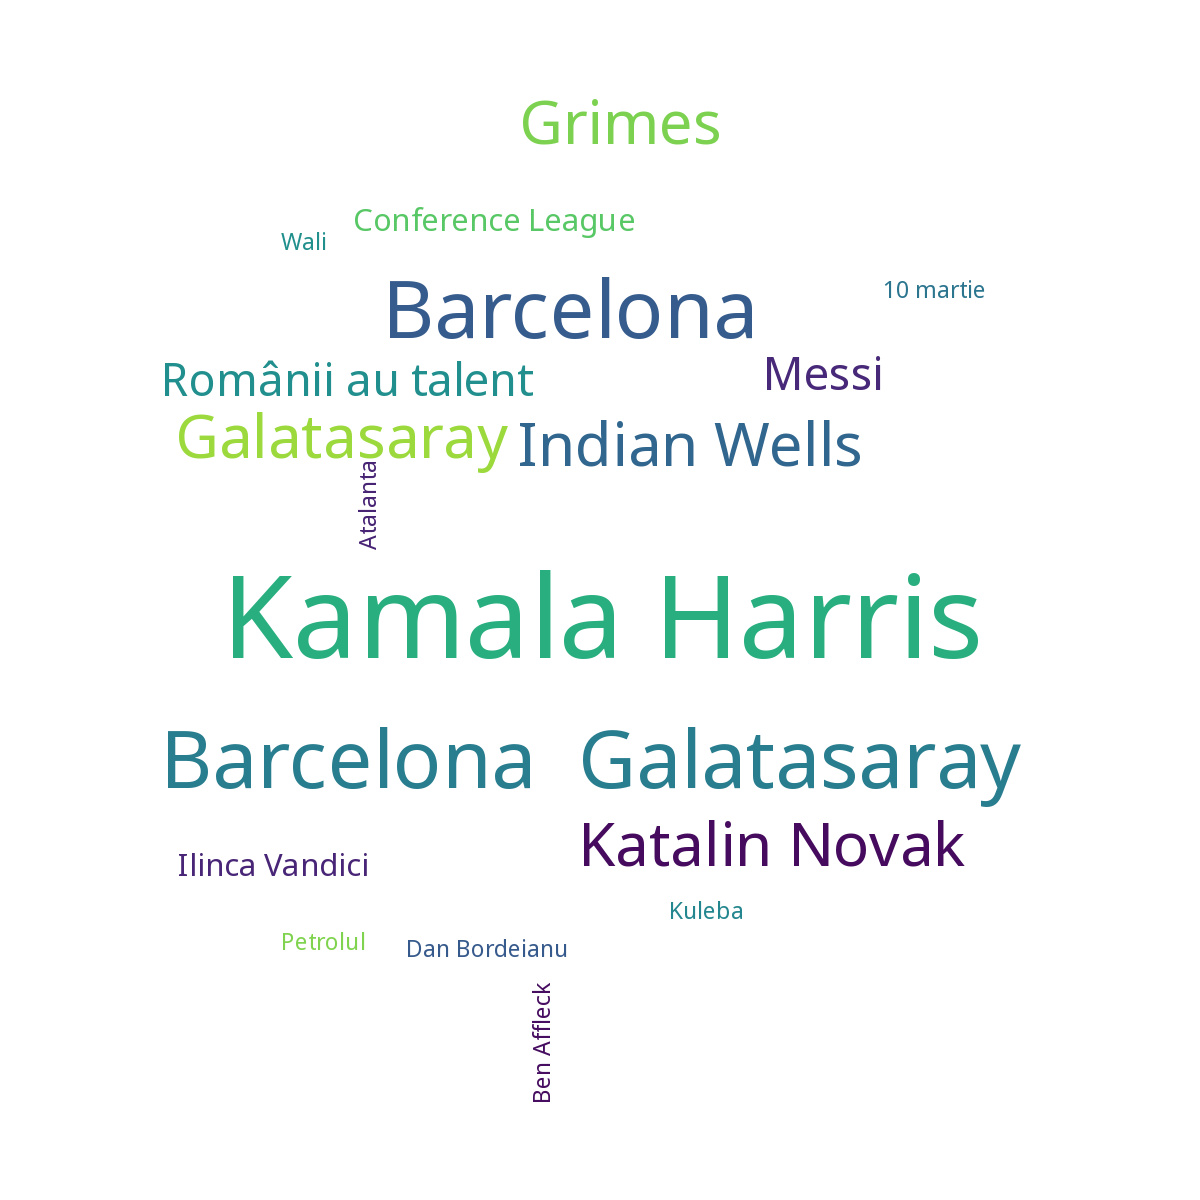 Grimes
Conference League
Wali
Barcelona
10 martie
Românii au talent
Messi
Galatasaray
Indian Wells
Atalanta
Kamala Harris
Barcelona
Galatasaray
Katalin Novak
Ilinca Vandici
Kuleba
Petrolul
Dan Bordeianu
Ben Affleck